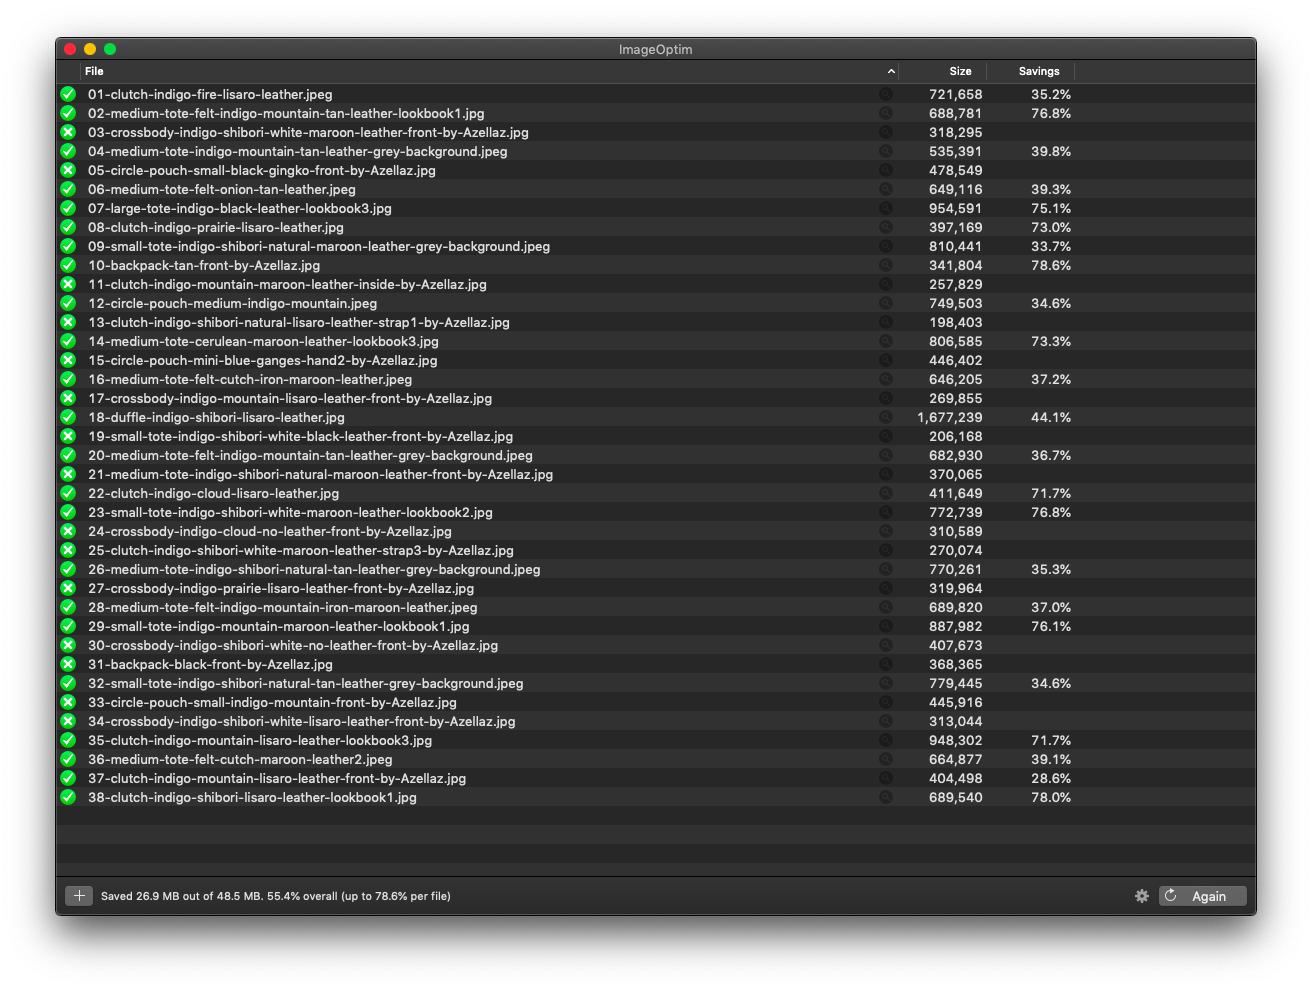 ImageOptim
File Size Savings
01-clutch-indigo-fire-lisaro-leather.jpeg 721,658 35.2%
02-medium-tote-felt-indigo-mountain-tan-leather-lookbook1.jpg 688,781 76.8%
03-crossbody-indigo-shibori-white-maroon-leather-front-by-Azellaz.jpg 318,295
04-medium-tote-indigo-mountain-tan-leather-grey-background.jpeg 535,391 39.8%
05-circle-pouch-small-black-gingko-front-by-Azellaz.jpg 478,549
06-medium-tote-felt-onion-tan-leather.jpeg 649,116 39.3%
07-large-tote-indigo-black-leather-lookbook3.jpg 954,591 75.1%
08-clutch-indigo-prairie-lisaro-leather.jpg 397,169 73.0%
09-small-tote-indigo-shibori-natural-maroon-leather-grey-background.jpeg 810,441 33.7%
10-backpack-tan-front-by-Azellaz.jpg 341,804 78.6%
11-clutch-indigo-mountain-maroon-leather-inside-by-Azellaz.jpg 257,829
12-circle-pouch-medium-indigo-mountain.jpeg 749,503 34.6%
13-clutch-indigo-shibori-natural-lisaro-leather-strap1-by-Azellaz.jpg 198,403
14-medium-tote-cerulean-maroon-leather-lookbook3.jpg 806,585 73.3%
15-circle-pouch-mini-blue-ganges-hand2-by-Azellaz.jpg 446,402
16-medium-tote-felt-cutch-iron-maroon-leather.jpeg 646,205 37.2%
17-crossbody-indigo-mountain-lisaro-leather-front-by-Azellaz.jpg 269,855
18-duffle-indigo-shibori-lisaro-leather.jpg 1,677,239 44.1%
19-small-tote-indigo-shibori-white-black-leather-front-by-Azellaz.jpg 206,168
20-medium-tote-felt-indigo-mountain-tan-leather-grey-background.jpeg 682,930 36.7%
21-medium-tote-indigo-shibori-natural-maroon-leather-front-by-Azellaz.jpg 370,065
22-clutch-indigo-cloud-lisaro-leather.jpg 411,649 71.7%
23-small-tote-indigo-shibori-white-maroon-leather-lookbook2.jpg 772,739 76.8%
24-crossbody-indigo-cloud-no-leather-front-by-Azellaz.jpg 310,589
25-clutch-indigo-shibori-white-maroon-leather-strap3-by-Azellaz.jpg 270,074
26-medium-tote-indigo-shibori-natural-tan-leather-grey-background.jpeg 770,261 35.3%
27-crossbody-indigo-prairie-lisaro-leather-front-by-Azellaz.jpg 319,964
28-medium-tote-felt-indigo-mountain-iron-maroon-leather.jpeg 689,820 37.0%
29-small-tote-indigo-mountain-maroon-leather-lookbook1.jpg 887,982 76.1%
30-crossbody-indigo-shibori-white-no-leather-front-by-Azellaz.jpg 407,673
31-backpack-black-front-by-Azellaz.jpg 368,365
32-small-tote-indigo-shibori-natural-tan-leather-grey-background.jpeg 779,445 34.6%
33-circle-pouch-small-indigo-mountain-front-by-Azellaz.jpg 445,916
34-crossbody-indigo-shibori-white-lisaro-leather-front-by-Azellaz.jpg 313,044
35-clutch-indigo-mountain-lisaro-leather-lookbook3.jpg 948,302 71.7%
36-medium-tote-felt-cutch-maroon-leather2.jpeg 664,877 39.1%
37-clutch-indigo-mountain-lisaro-leather-front-by-Azellaz.jpg 404,498 28.6%
38-clutch-indigo-shibori-lisaro-leather-lookbook1.jpg 689,540 78.0%
Saved 26.9 MB out of 48.5 MB. 55.4% overall (up to 78.6% per file) Again